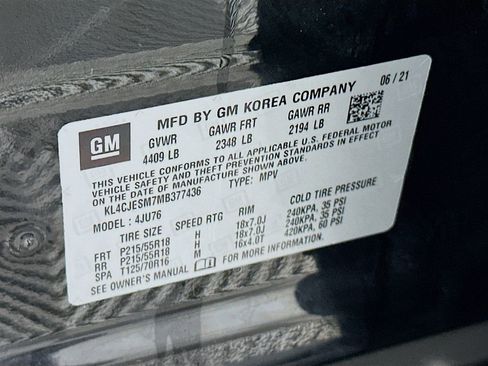 MFD BY GM KOREA COMPANY 06/21
GM
GVWR GAWR FRT GAWR RR
4409 LB 2348 LB 2194 LB
THIS VEHICLE CONFORMS TO ALL APPLICABLE U.S. FEDERAL MOTOR
VEHICLE SAFETY AND THEFT PREVENTION STANDARDS IN EFFECT
ON THE DATE OF MANUFACTURE SHOWN ABOVE.
KL4CJESM7MB377436 TYPE: MPV
MODEL: 4JU76
TIRE SIZE SPEED RTG RIM COLD TIRE PRESSURE
FRT P215/55R18 H 18x7.0J 240KPA, 35 PSI
RR P215/55R18 H 18x7.0J 240KPA, 35 PSI
SPA T125/70R16 M 16x4.0T 420KPA, 60 PSI
SEE OWNER'S MANUAL FOR MORE INFORMATION.